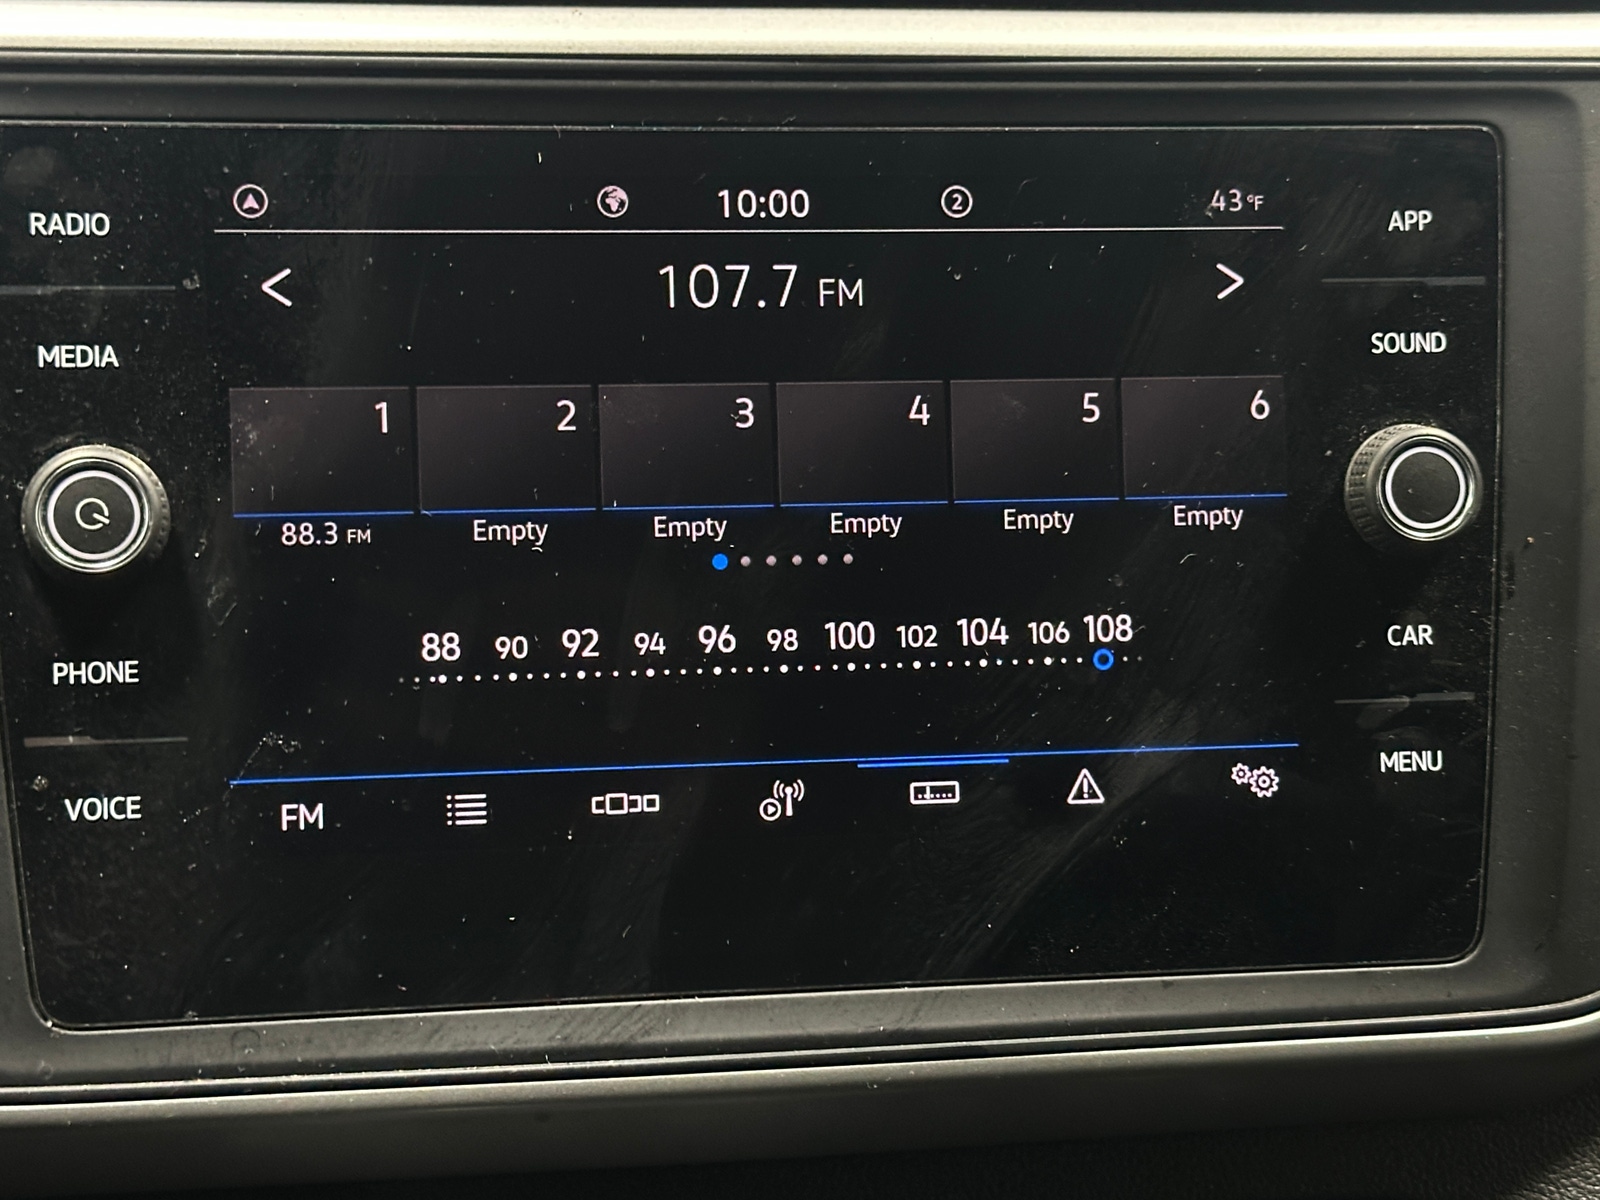 10:00 2 43°F
RADIO
APP
< 107.7 FM >
MEDIA
SOUND
1 2 3 4 5 6
88.3 FM Empty Empty Empty Empty Empty
88 90 92 94 96 98 100 102 104 106 108
CAR
PHONE
MENU
VOICE
FM